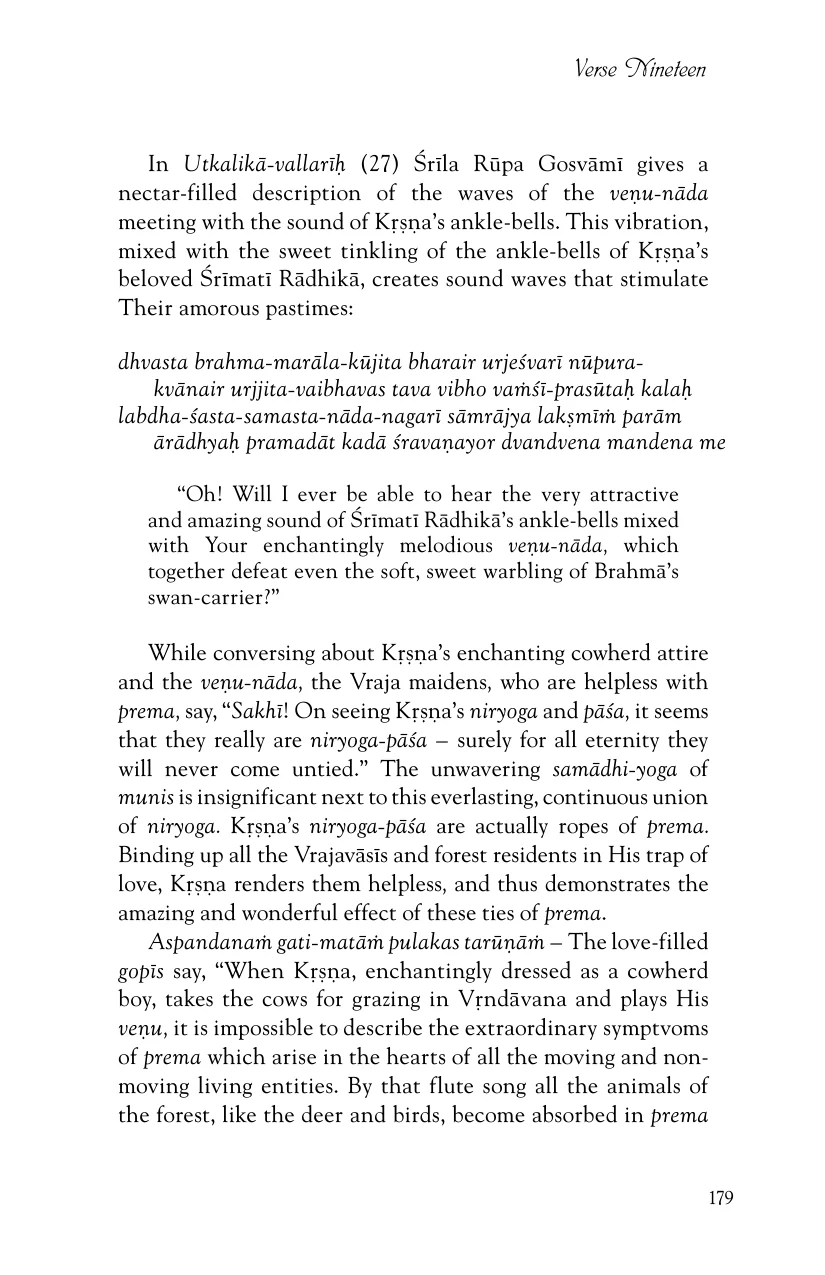 Verse Nineteen
In Utkalikā-vallarīḥ (27) Śrīla Rūpa Gosvāmī gives a
nectar-filled description of the waves of the veṇu-nāda
meeting with the sound of Kṛṣṇa’s ankle-bells. This vibration,
mixed with the sweet tinkling of the ankle-bells of Kṛṣṇa’s
beloved Śrīmatī Rādhikā, creates sound waves that stimulate
Their amorous pastimes:
dhvasta brahma-marāla-kūjita bharair urjeśvarī nūpura-
kvānair urjjita-vaibhavas tava vibho vaṁśī-prasūtaḥ kalaḥ
labdha-śasta-samasta-nāda-nagarī sāmrājya lakṣmīṁ parām
ārādhyaḥ pramadāt kadā śravaṇayor dvandvena mandena me
“Oh! Will I ever be able to hear the very attractive
and amazing sound of Śrīmatī Rādhikā’s ankle-bells mixed
with Your enchantingly melodious veṇu-nāda, which
together defeat even the soft, sweet warbling of Brahmā’s
swan-carrier?”
While conversing about Kṛṣṇa’s enchanting cowherd attire
and the veṇu-nāda, the Vraja maidens, who are helpless with
prema, say, “Sakhī! On seeing Kṛṣṇa’s niryoga and pāśa, it seems
that they really are niryoga-pāśa – surely for all eternity they
will never come untied.” The unwavering samādhi-yoga of
munis is insignificant next to this everlasting, continuous union
of niryoga. Kṛṣṇa’s niryoga-pāśa are actually ropes of prema.
Binding up all the Vrajavāsīs and forest residents in His trap of
love, Kṛṣṇa renders them helpless, and thus demonstrates the
amazing and wonderful effect of these ties of prema.
Aspandanaṁ gati-matāṁ pulakas tarūṇāṁ – The love-filled
gopīs say, “When Kṛṣṇa, enchantingly dressed as a cowherd
boy, takes the cows for grazing in Vṛndāvana and plays His
veṇu, it is impossible to describe the extraordinary symptvoms
of prema which arise in the hearts of all the moving and non-
moving living entities. By that flute song all the animals of
the forest, like the deer and birds, become absorbed in prema
179